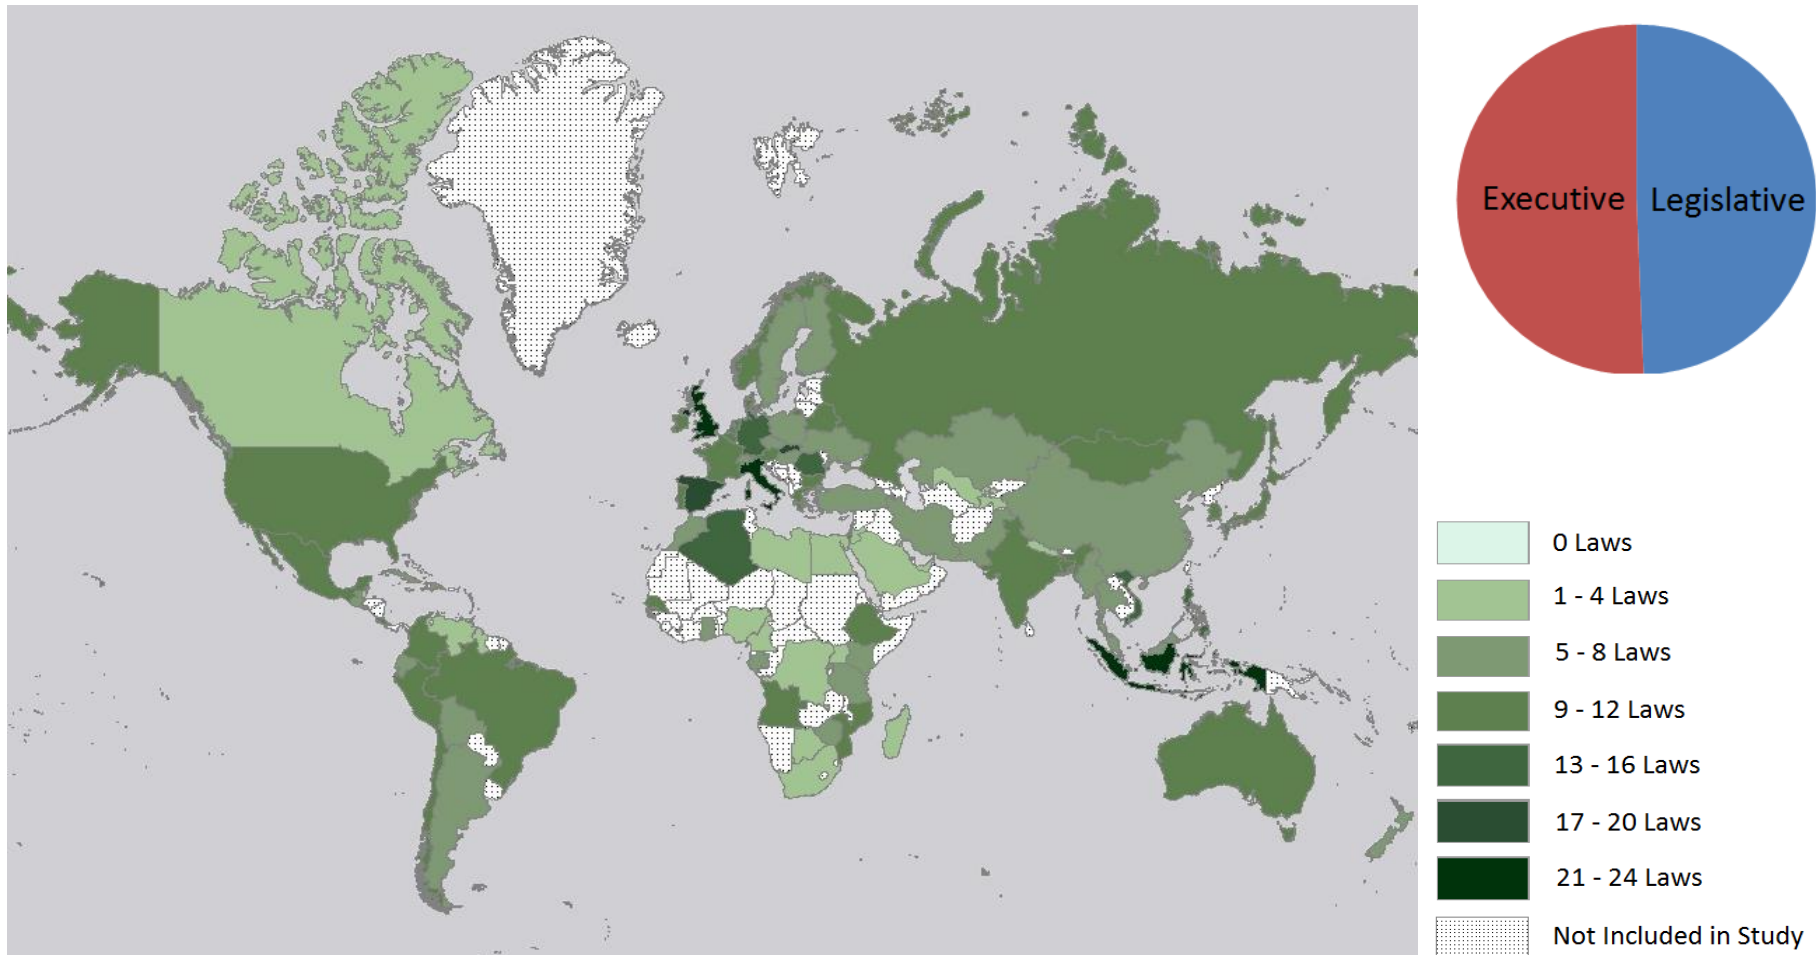 Executive
Legislative
0 Laws
1 - 4 Laws
5 - 8 Laws
9 - 12 Laws
13 - 16 Laws
17 - 20 Laws
21 - 24 Laws
Not Included in Study